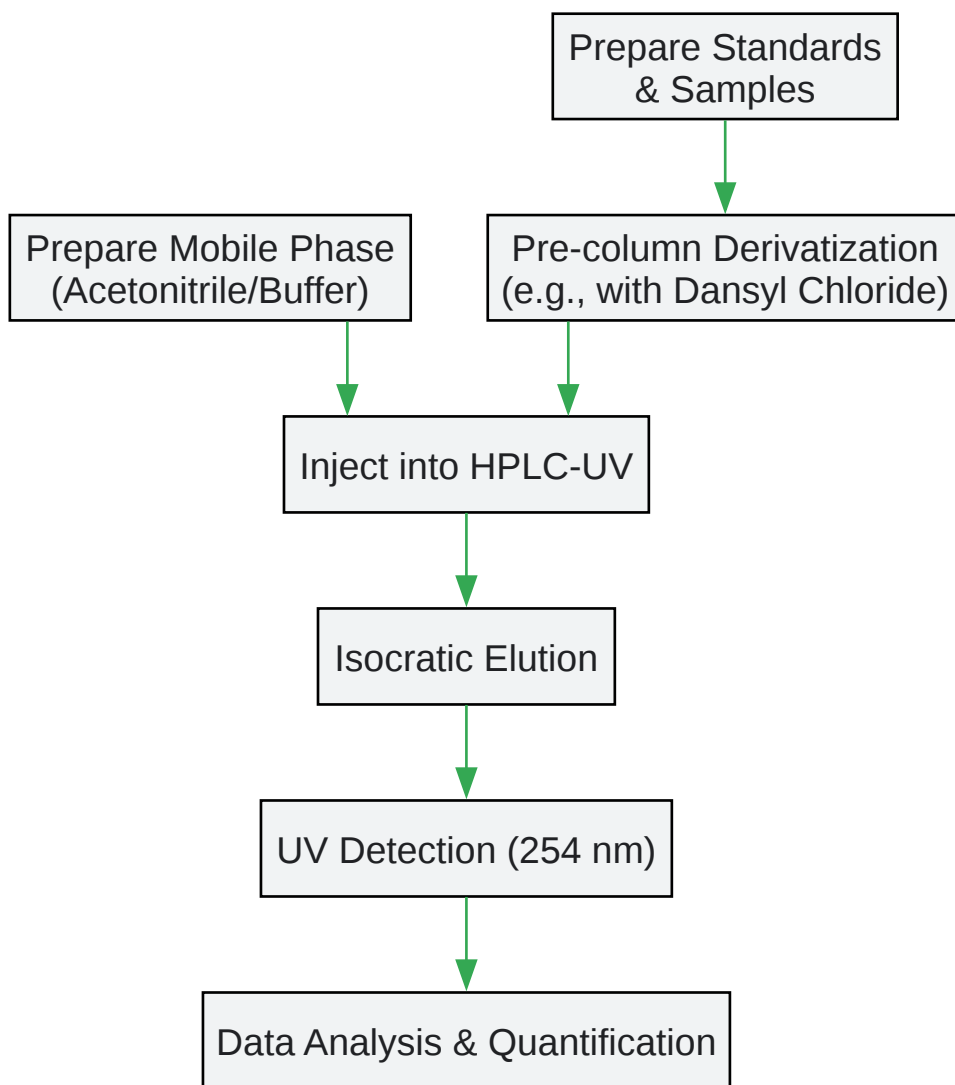 Prepare Standards
& Samples
Prepare Mobile Phase
(Acetonitrile/Buffer)
Pre-column Derivatization
(e.g., with Dansyl Chloride)
Inject into HPLC-UV
Isocratic Elution
UV Detection (254 nm)
Data Analysis & Quantification